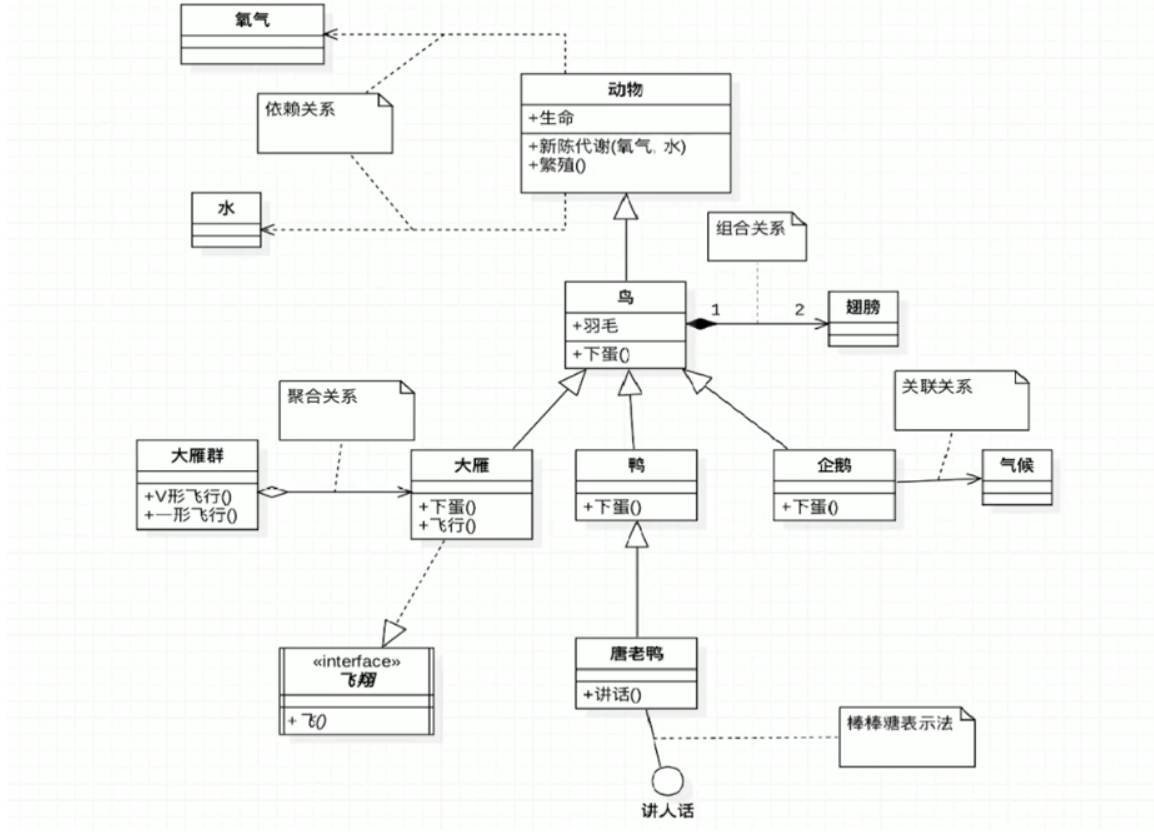 氧气
动物
依赖关系
+生命
+新陈代谢(氧气, 水)
+繁殖()
水
组合关系
鸟
1
2
翅膀
+羽毛
+下蛋()
聚合关系
关联关系
大雁群
大雁
鸭
企鹅
气候
+V形飞行()
+一形飞行()
+下蛋()
+飞行()
+下蛋()
+下蛋()
«interface»
飞翔
+飞()
唐老鸭
+讲话()
棒棒糖表示法
讲人话